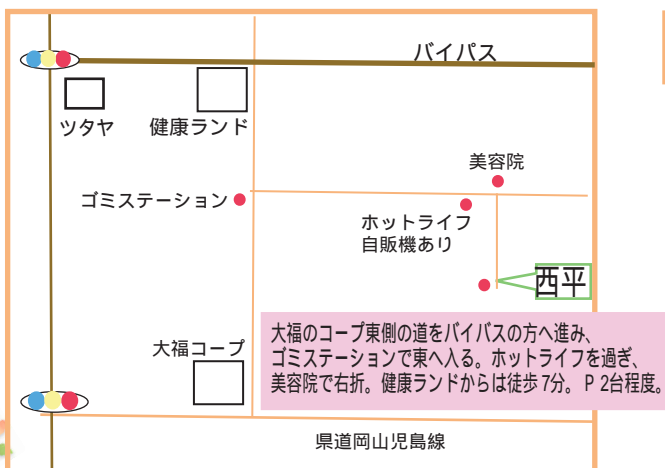 バイパス
ツタヤ
健康ランド
美容院
ゴミステーション
ホットライフ
自販機あり
西平
大福コープ
大福のコープ東側の道をバイパスの方へ進み、
ゴミステーションで東へ入る。ホットライフを過ぎ、
美容院で右折。健康ランドからは徒歩7分。P 2台程度。
県道岡山児島線